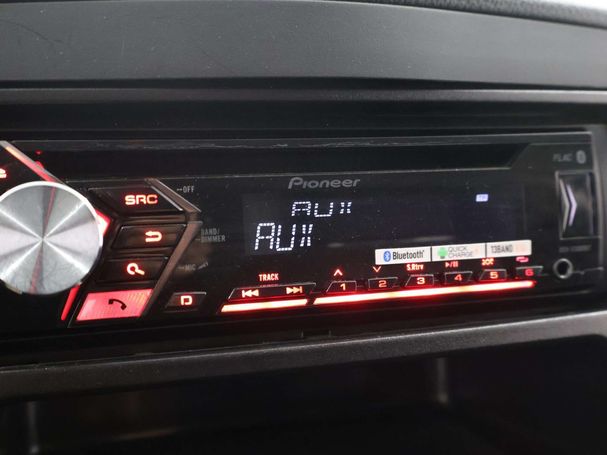 Pioneer
FLAC
SRC
OFF
AUX
AUX
BAND/
DIMMER
MIC
Bluetooth
QUICK
CHARGE
13BAND
TRACK
S.Rtrv
D
1
2
3
4
5
6